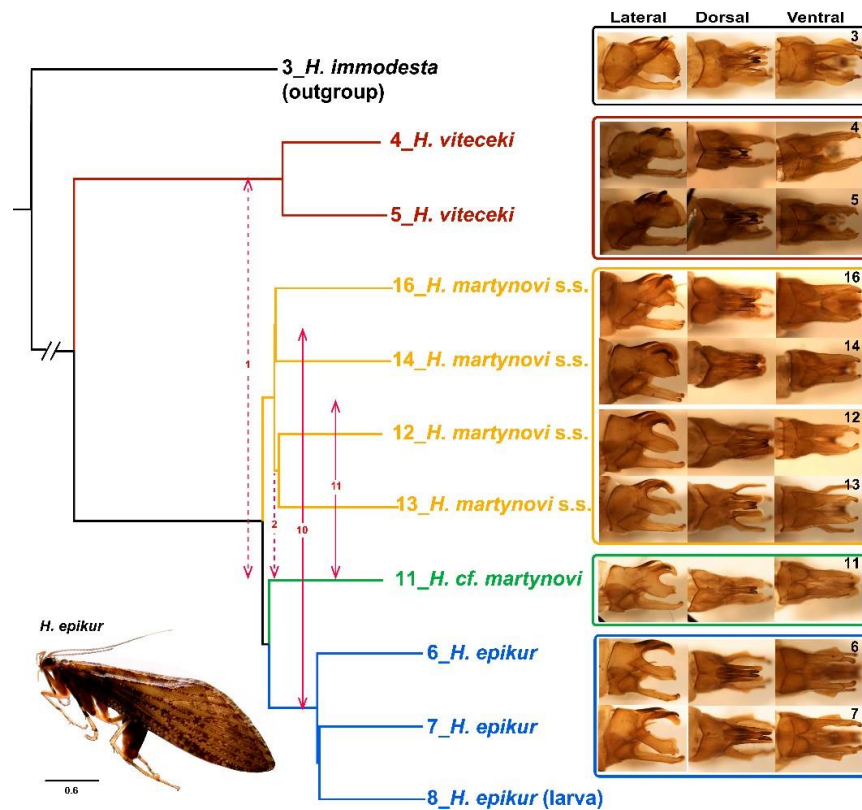 Lateral Dorsal Ventral
3
3_H. immodesta
(outgroup)
4
4_H. viteceki
5
5_H. viteceki
16
16_H. martynovi s.s.
14
14_H. martynovi s.s.
1
11
12
12_H. martynovi s.s.
13
13_H. martynovi s.s.
2
10
11
11_H. cf. martynovi
H. epikur
6
6_H. epikur
7
7_H. epikur
0.6
8_H. epikur (larva)